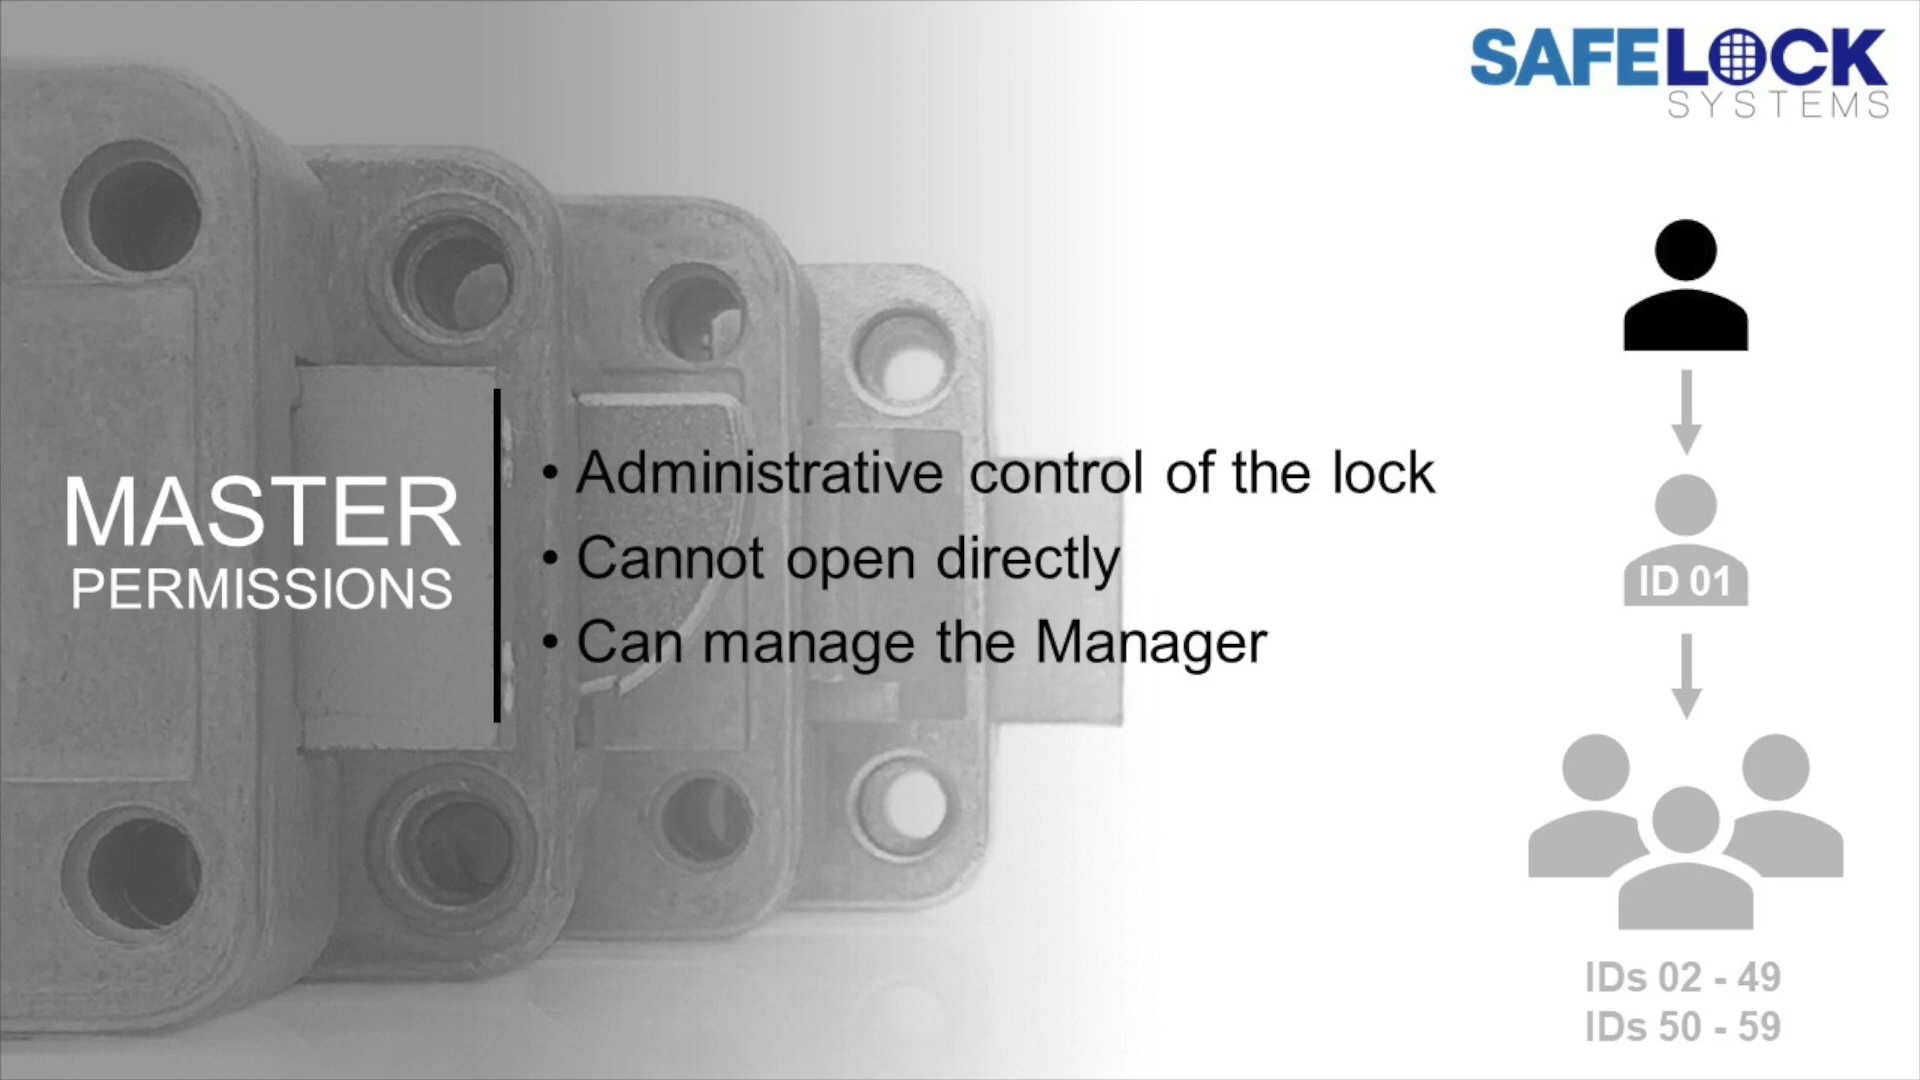 SAFELOCK
SYSTEMS
MASTER
PERMISSIONS
• Administrative control of the lock
• Cannot open directly
• Can manage the Manager
ID 01
IDs 02 - 49
IDs 50 - 59